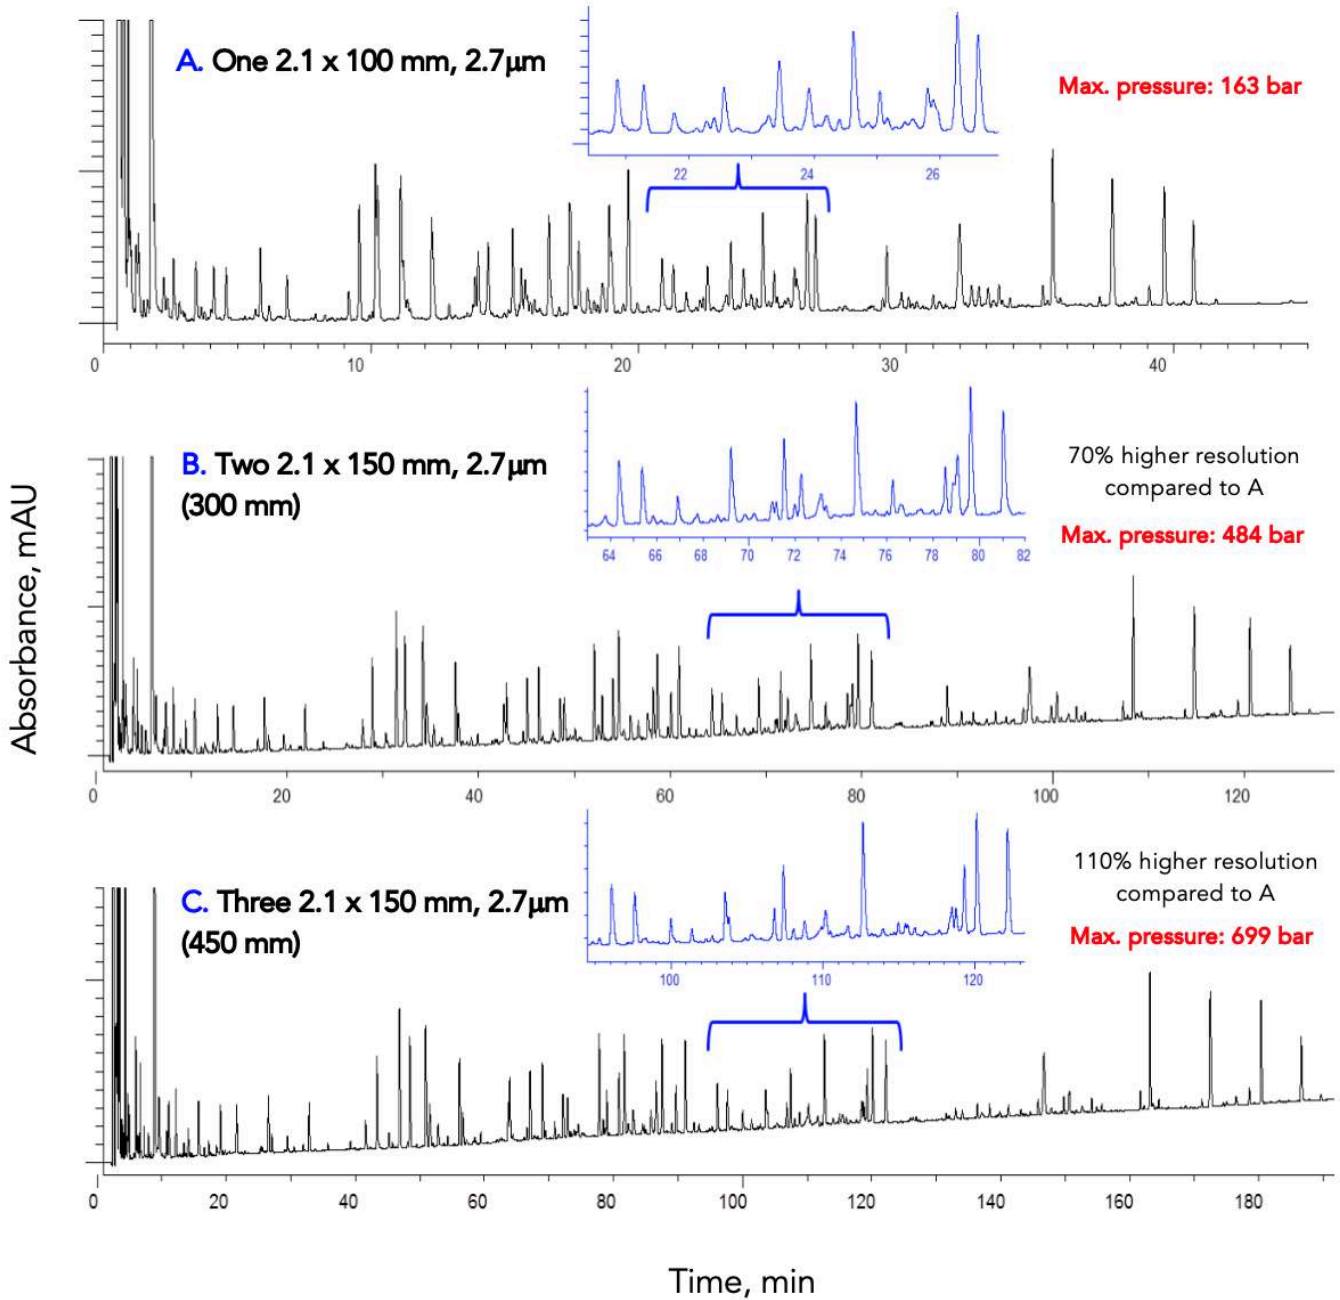 A. One 2.1 x 100 mm, 2.7µm
Max. pressure: 163 bar
22 24 26
0 10 20 30 40
B. Two 2.1 x 150 mm, 2.7µm
(300 mm)
70% higher resolution
compared to A
Max. pressure: 484 bar
64 66 68 70 72 74 76 78 80 82
0 20 40 60 80 100 120
Absorbance, mAU
C. Three 2.1 x 150 mm, 2.7µm
(450 mm)
110% higher resolution
compared to A
Max. pressure: 699 bar
100 110 120
0 20 40 60 80 100 120 140 160 180
Time, min